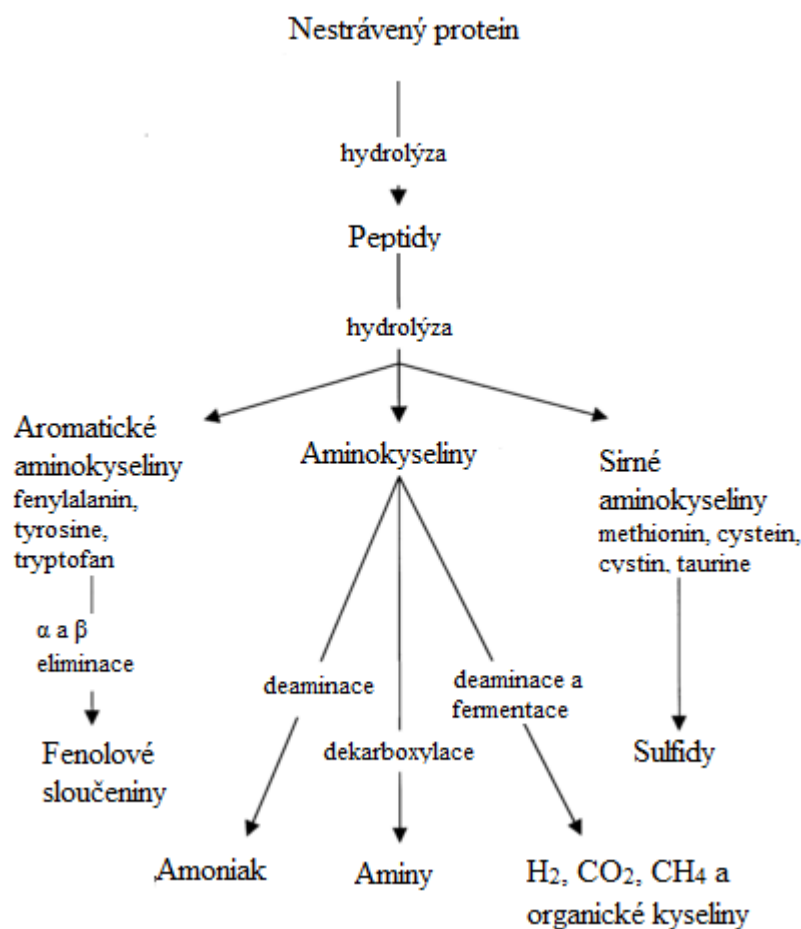 Nestrávený protein
hydrolýza
Peptidy
hydrolýza
Aromatické
aminokyseliny
fenylalanin,
tyrosine,
tryptofan
Aminokyseliny
Sirné
aminokyseliny
methionin, cystein,
cystin, taurine
α a β
eliminace
deaminace
dekarboxylace
deaminace a
fermentace
Fenolové
sloučeniny
Sulfidy
Amoniak
Aminy
H₂, CO₂, CH₄ a
organické kyseliny